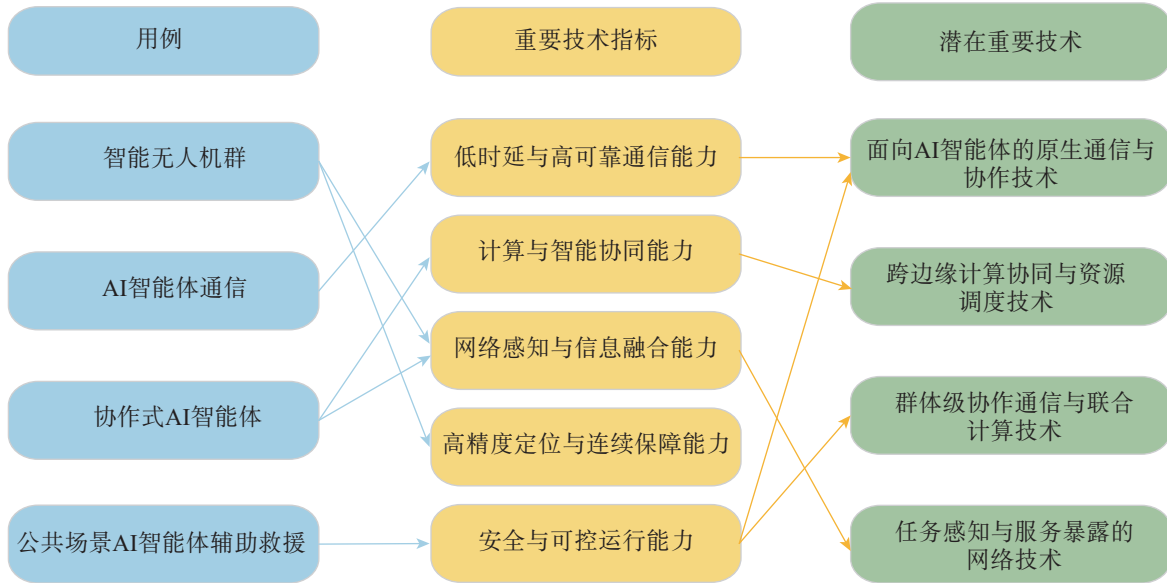 用例
重要技术指标
潜在重要技术
智能无人机群
低时延与高可靠通信能力
面向AI智能体的原生通信与
协作技术
AI智能体通信
计算与智能协同能力
跨边缘计算协同与资源
调度技术
网络感知与信息融合能力
协作式AI智能体
高精度定位与连续保障能力
群体级协作通信与联合
计算技术
公共场景AI智能体辅助救援
安全与可控运行能力
任务感知与服务暴露的
网络技术